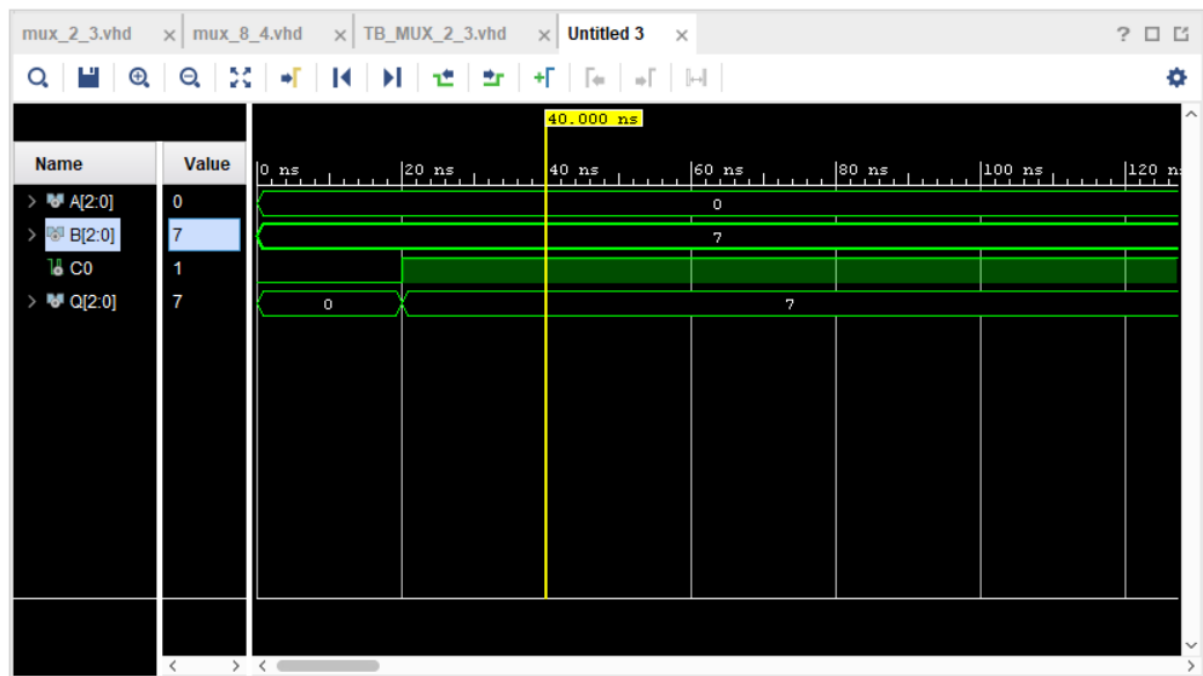 mux_2_3.vhd × mux_8_4.vhd × TB_MUX_2_3.vhd × Untitled 3 × ?
40.000 ns
Name Value 0 ns 20 ns 40 ns 60 ns 80 ns 100 ns 120 n
A[2:0] 0 0
B[2:0] 7 7
C0 1
Q[2:0] 7 0 7